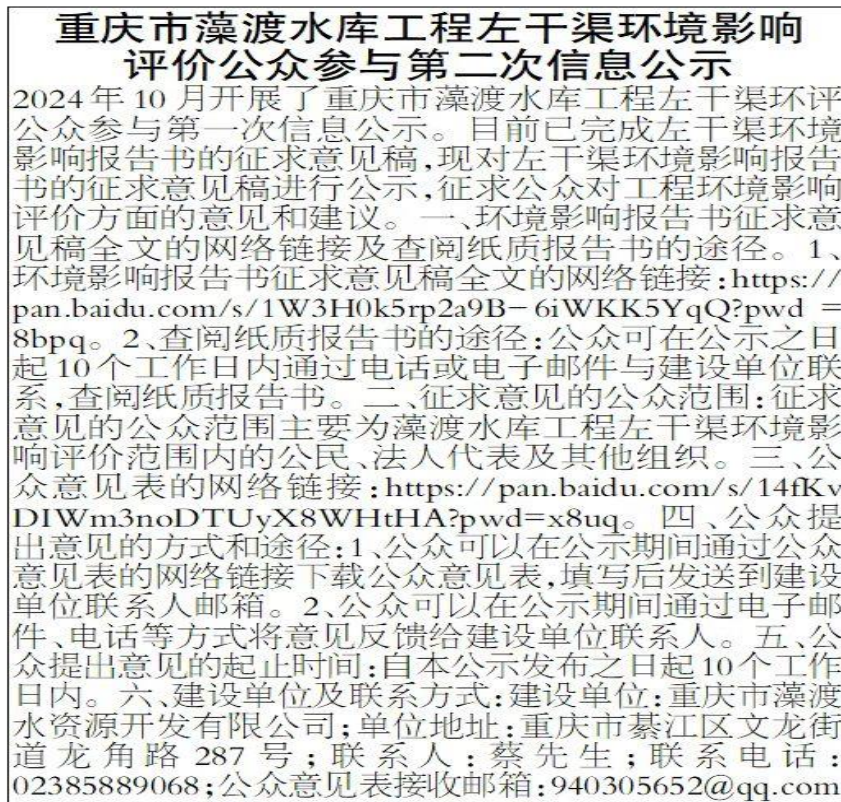 重庆市藻渡水库工程左干渠环境影响
评价公众参与第二次信息公示
2024年10月开展了重庆市藻渡水库工程左干渠环评
公众参与第一次信息公示。目前已完成左干渠环境
影响报告书的征求意见稿,现对左干渠环境影响报告
书的征求意见稿进行公示,征求公众对工程环境影响
评价方面的意见和建议。一、环境影响报告书征求意
见稿全文的网络链接及查阅纸质报告书的途径。1、
环境影响报告书征求意见稿全文的网络链接:https://
pan.baidu.com/s/1W3H0k5rp2a9B-6iWKK5YqQ?pwd =
8bpq。2、查阅纸质报告书的途径:公众可在公示之日
起10个工作日内通过电话或电子邮件与建设单位联
系,查阅纸质报告书。二、征求意见的公众范围:征求
意见的公众范围主要为藻渡水库工程左干渠环境影
响评价范围内的公民、法人代表及其他组织。三、公
众意见表的网络链接:https://pan.baidu.com/s/14fKv
DIWm3noDTUyX8WHtHA?pwd=x8uq。四、公众提
出意见的方式和途径:1、公众可以在公示期间通过公众
意见表的网络链接下载公众意见表,填写后发送到建设
单位联系人邮箱。2、公众可以在公示期间通过电子邮
件、电话等方式将意见反馈给建设单位联系人。五、公
众提出意见的起止时间:自本公示发布之日起10个工作
日内。六、建设单位及联系方式:建设单位:重庆市藻渡
水资源开发有限公司;单位地址:重庆市綦江区文龙街
道龙角路287号;联系人:蔡先生;联系电话:
02385889068;公众意见表接收邮箱:940305652@qq.com